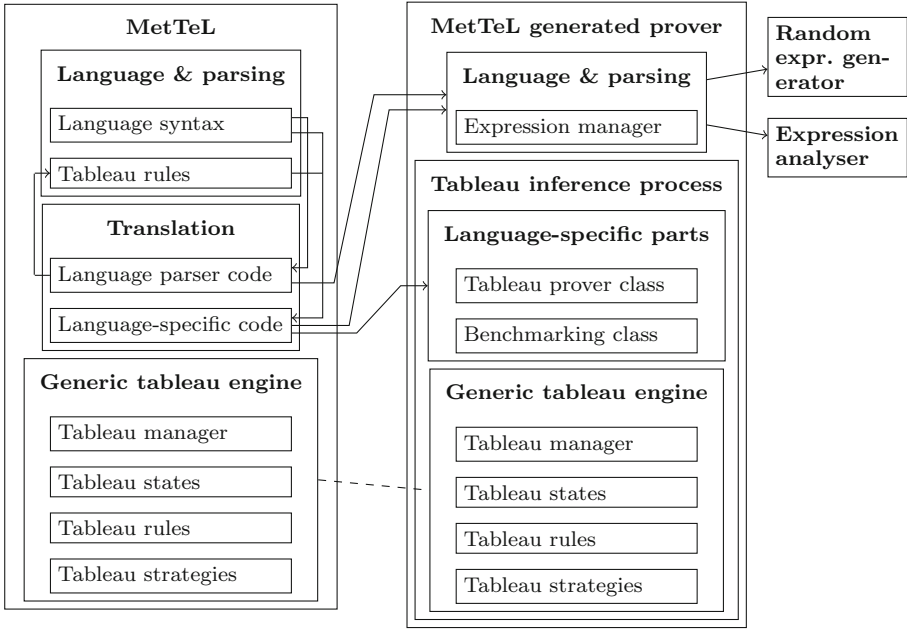 MetTeL
Language & parsing
Language syntax
Tableau rules
Translation
Language parser code
Language-specific code
Generic tableau engine
Tableau manager
Tableau states
Tableau rules
Tableau strategies
MetTeL generated prover
Language & parsing
Expression manager
Tableau inference process
Language-specific parts
Tableau prover class
Benchmarking class
Generic tableau engine
Tableau manager
Tableau states
Tableau rules
Tableau strategies
Random
expr. gen-
erator
Expression
analyser